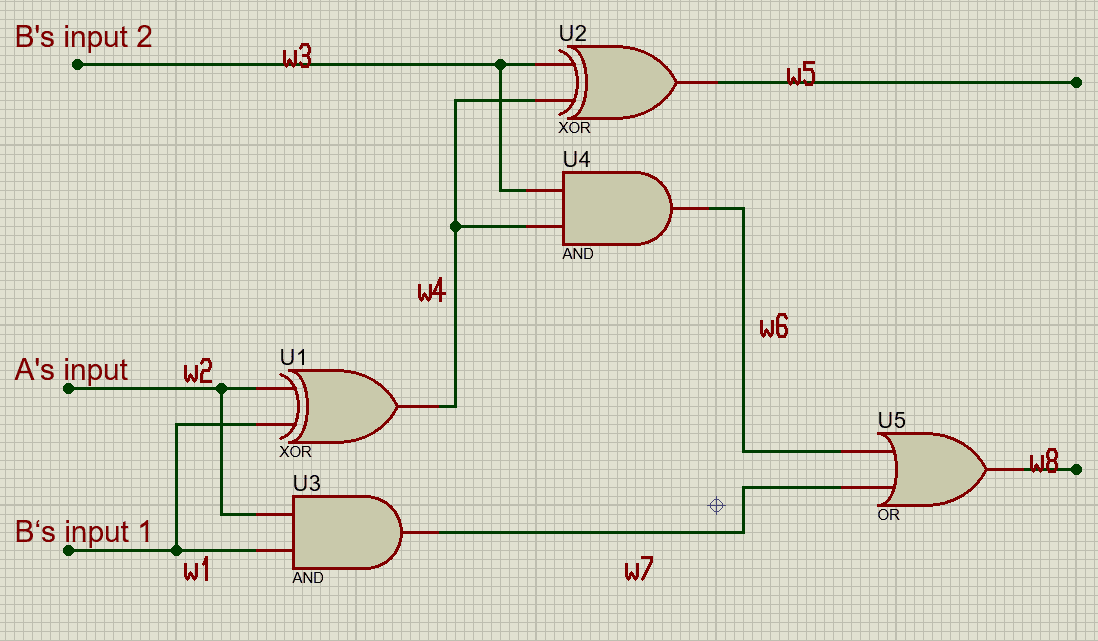 B's input 2
w3
U2
w5
XOR
U4
AND
w4
w6
A's input
w2
U1
XOR
U3
U5
w8
OR
B‘s input 1
w1
AND
w7